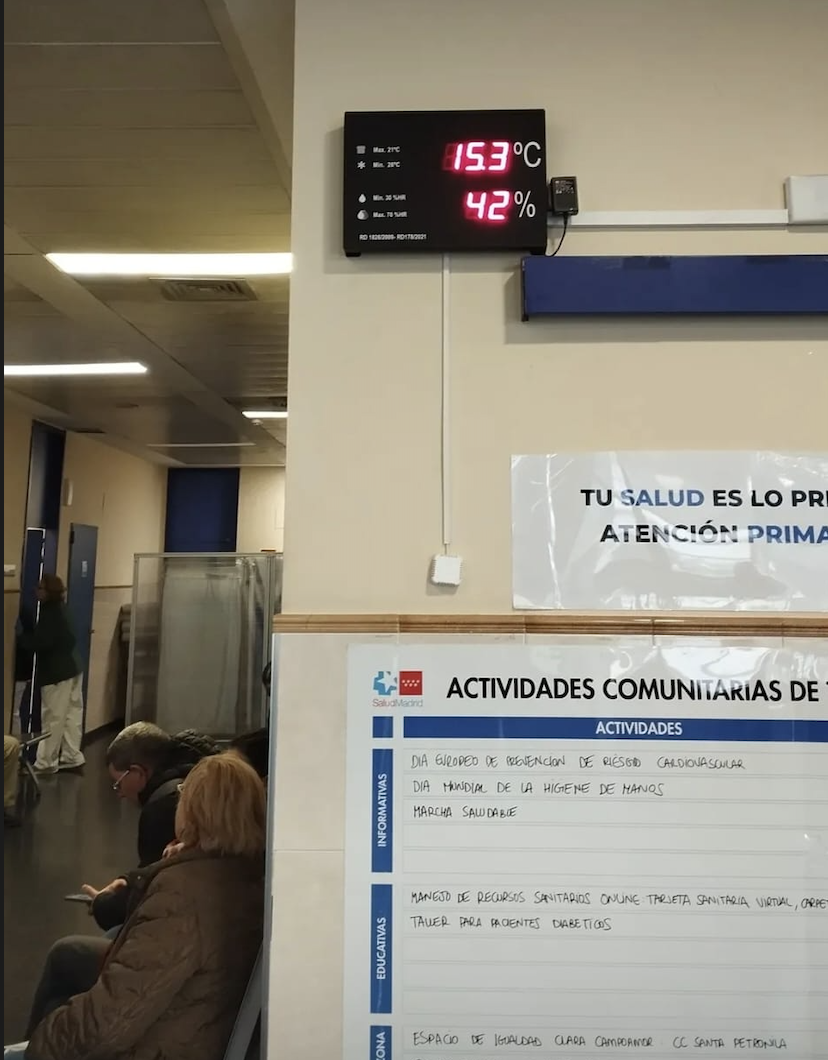 Max. 21ºC
15.3 ºC
Min. 26ºC
Min. 30 %HR
42 %
Max. 70 %HR
RD 1826/2009- RD178/2021
TU SALUD ES LO PRI
ATENCIÓN PRIMA
SaludMadrid
ACTIVIDADES COMUNITARIAS DE
ACTIVIDADES
INFORMATIVAS
DIA EUROPEO DE PREVENCION DE RIESGO CARDIOVASCULAR
DIA MUNDIAL DE LA HIGIENE DE MANOS
MARCHA SALUDABLE
EDUCATIVAS
MANEJO DE RECURSOS SANITARIOS ONLINE TARJETA SANITARIA VIRTUAL, CARPE
TALLER PARA PACIENTES DIABETICOS
ZONA
ESPACIO DE IGUALDAD CLARA CAMPOAMOR CC SANTA PETRONILA